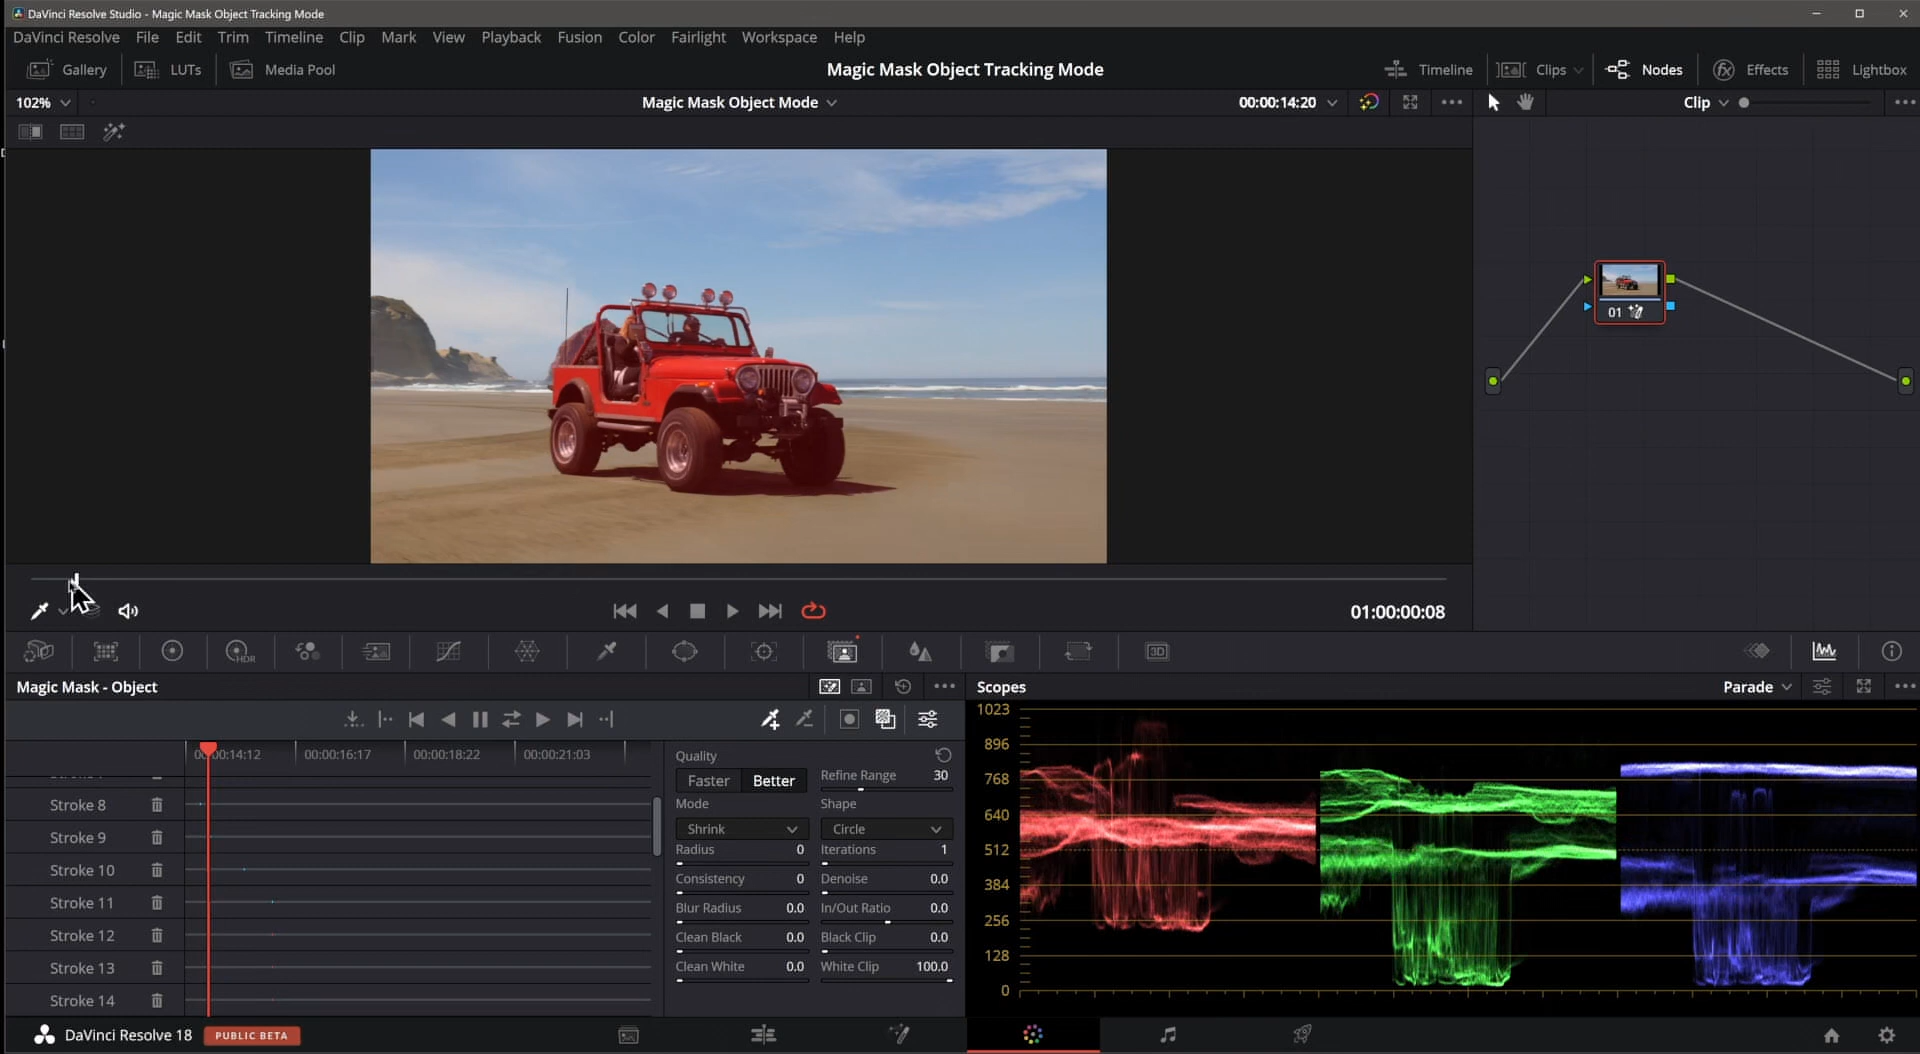 DaVinci Resolve Studio - Magic Mask Object Tracking Mode
DaVinci Resolve File Edit Trim Timeline Clip Mark View Playback Fusion Color Fairlight Workspace Help
Gallery LUTs Media Pool Magic Mask Object Tracking Mode Timeline Clips Nodes Effects Lightbox
102% Magic Mask Object Mode 00:00:14:20 Clip
01
01:00:00:08
HDR
3D
Magic Mask - Object
Scopes Parade
00:00:14:12 00:00:16:17 00:00:18:22 00:00:21:03
Stroke 8
Stroke 9
Stroke 10
Stroke 11
Stroke 12
Stroke 13
Stroke 14
Quality
Faster Better Refine Range 30
Mode Shape
Shrink Circle
Radius 0 Iterations 1
Consistency 0 Denoise 0.0
Blur Radius 0.0 In/Out Ratio 0.0
Clean Black 0.0 Black Clip 0.0
Clean White 0.0 White Clip 100.0
1023
896
768
640
512
384
256
128
0
DaVinci Resolve 18 PUBLIC BETA